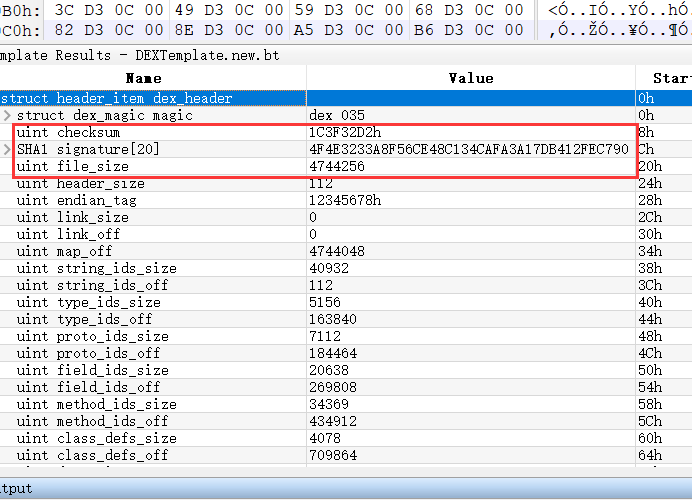 0B0h: 3C D3 0C 00 49 D3 0C 00 59 D3 0C 00 68 D3 0C 00 <Ó..IÓ..YÓ..hÓ
0C0h: 82 D3 0C 00 8E D3 0C 00 A5 D3 0C 00 B6 D3 0C 00 ‚Ó..ŽÓ..¥Ó..¶Ó
mplate Results - DEXTemplate.new.bt
Name Value Start
struct header_item dex_header 0h
struct dex_magic magic dex 035 0h
uint checksum 1C3F32D2h 8h
SHA1 signature[20] 4F4E3233A8F56CE48C134CAFA3A17DB412FEC790 Ch
uint file_size 4744256 20h
uint header_size 112 24h
uint endian_tag 12345678h 28h
uint link_size 0 2Ch
uint link_off 0 30h
uint map_off 4744048 34h
uint string_ids_size 40932 38h
uint string_ids_off 112 3Ch
uint type_ids_size 5156 40h
uint type_ids_off 163840 44h
uint proto_ids_size 7112 48h
uint proto_ids_off 184464 4Ch
uint field_ids_size 20638 50h
uint field_ids_off 269808 54h
uint method_ids_size 34369 58h
uint method_ids_off 434912 5Ch
uint class_defs_size 4078 60h
uint class_defs_off 709864 64h
utput